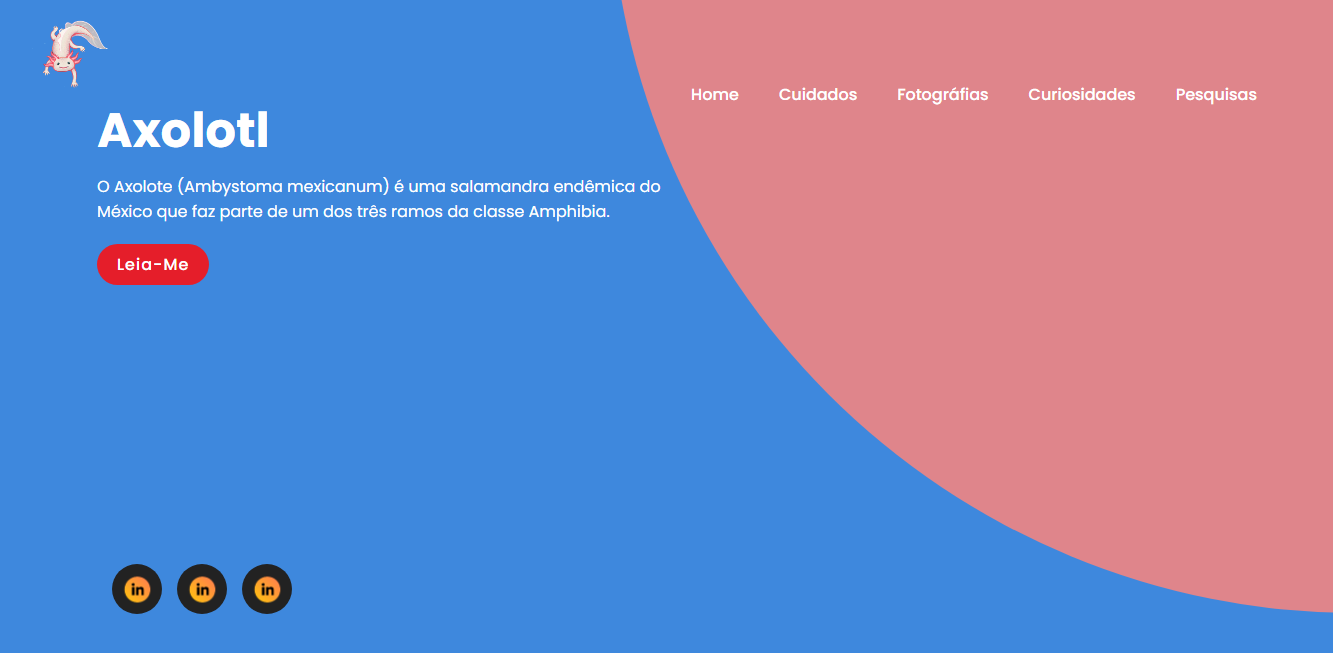 Home Cuidados Fotográfias Curiosidades Pesquisas
Axolotl
O Axolote (Ambystoma mexicanum) é uma salamandra endêmica do
México que faz parte de um dos três ramos da classe Amphibia.
Leia-Me
in in in